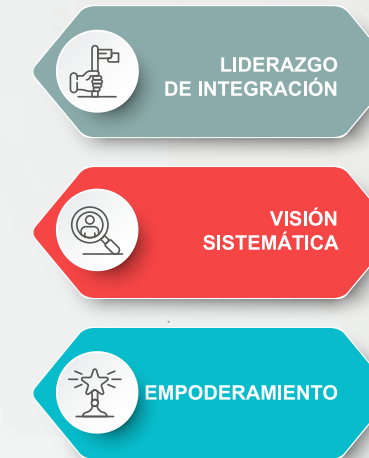 LIDERAZGO
DE INTEGRACIÓN
VISIÓN
SISTEMÁTICA
EMPODERAMIENTO